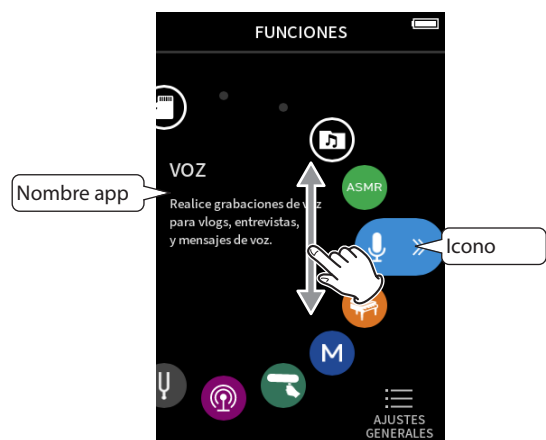 FUNCIONES
VOZ
Nombre app
Realice grabaciones de voz
para vlogs, entrevistas,
y mensajes de voz.
ASMR
Icono
M
AJUSTES
GENERALES